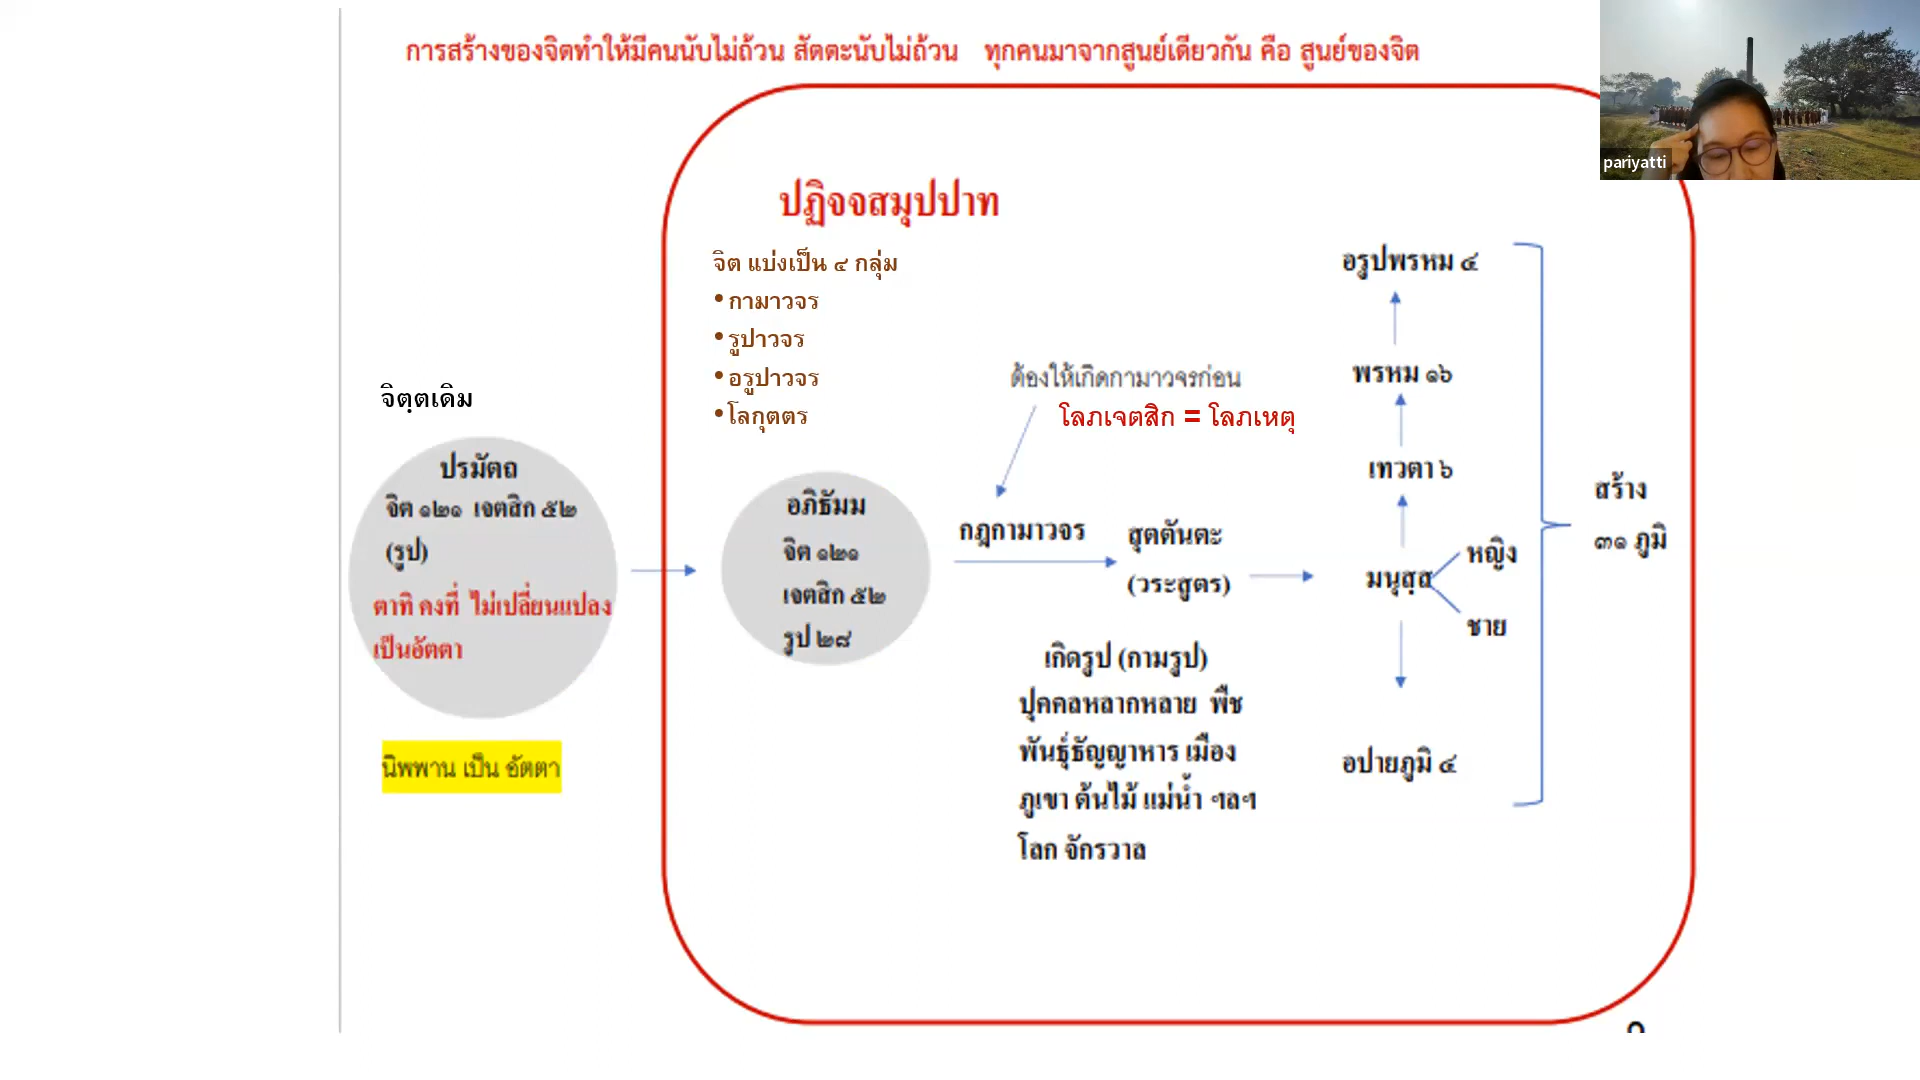 การสร้างของจิตทำให้มีคนนับไม่ถ้วน สัตตะนับไม่ถ้วน ทุกคนมาจากสูนย์เดียวกัน คือ สูนย์ของจิต
pariyatti
ปฏิจจสมุปปาท
จิต แบ่งเป็น ๔ กลุ่ม
• กามาวจร
• รูปาวจร
• อรูปาวจร
• โลกุตตร
จิตฺตเดิม
ปรมัตถ
จิต ๑๒๑ เจตสิก ๕๒
(รูป)
ตาทิ คงที่ ไม่เปลี่ยนแปลง
เป็นอัตตา
นิพพาน เป็น อัตตา
อภิธัมม
จิต ๑๒๑
เจตสิก ๕๒
รูป ๒๘
ต้องให้เกิดกามาวจรก่อน
โลภเจตสิก = โลภเหตุ
กฎกามาวจร
สุตตันตะ
(วระสูตร)
เกิดรูป (กามรูป)
ปุคคลหลากหลาย พืช
พันธุ์ธัญญาหาร เมือง
ภูเขา ต้นไม้ แม่น้ำ ฯลฯ
โลก จักรวาล
อรูปพรหม ๔
พรหม ๑๖
เทวตา ๖
มนุสฺส
หญิง
ชาย
อปายภูมิ ๔
สร้าง
๓๑ ภูมิ